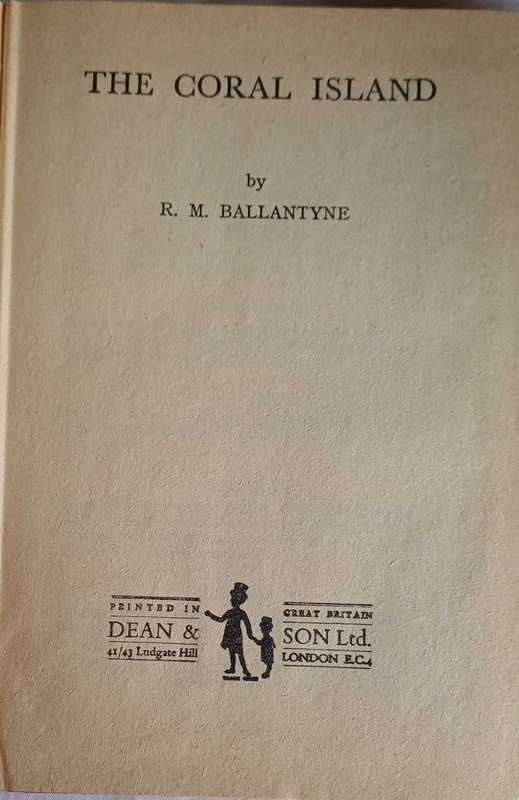 THE CORAL ISLAND
by
R. M. BALLANTYNE
PRINTED IN GREAT BRITAIN
DEAN & SON Ltd.
41/43 Ludgate Hill LONDON E.C.4